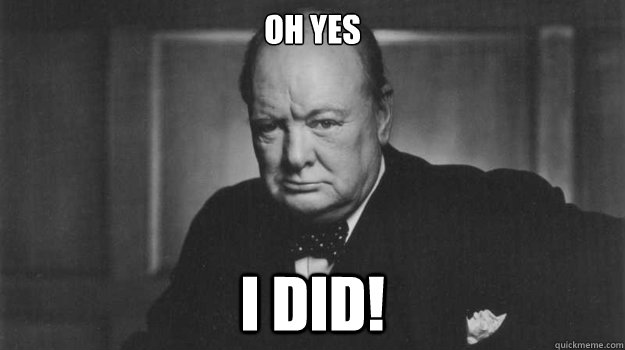 OH YES
I DID!
quickmeme.com